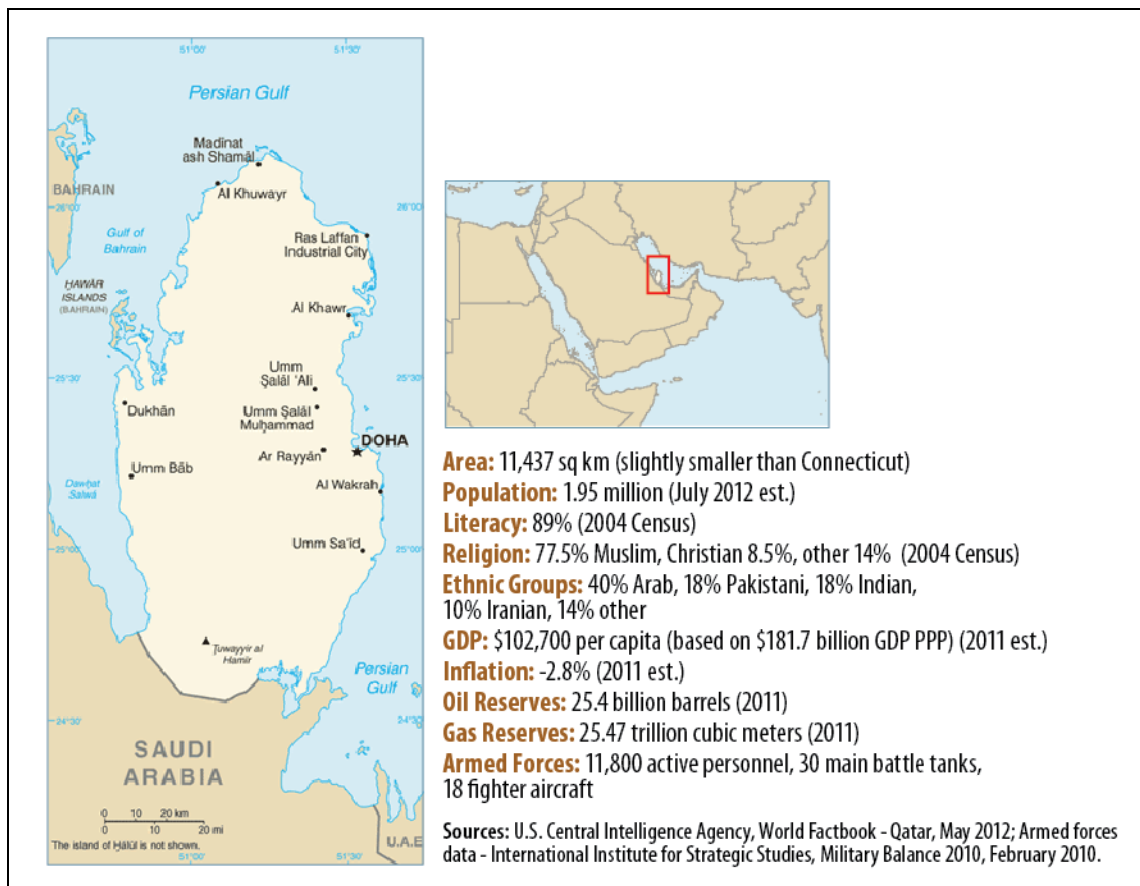 51°00'
51°30'
Persian Gulf
Madīnat
ash Shamāl
BAHRAIN
Al Khuwayr
26°00'
26°00'
Gulf of
Bahrain
Ras Laffan
Industrial City
ḤAWĀR
ISLANDS
(BAHRAIN)
Al Khawr
Umm
Şalāl 'Alī
25°30'
25°30'
Dukhān
Umm Şalāl
Muḩammad
DOHA
Ar Rayyān
Umm Bāb
Dawḩat
Salwá
Al Wakrah
Umm Sa'īd
25°00'
25°00'
Ţuwayyir al
Ḩamīr
Persian
Gulf
24°30'
24°30'
SAUDI
ARABIA
0 10 20 km
0 10 20 mi
The island of Ḩālūl is not shown.
U.A.E
51°00'
51°30'
Area: 11,437 sq km (slightly smaller than Connecticut)
Population: 1.95 million (July 2012 est.)
Literacy: 89% (2004 Census)
Religion: 77.5% Muslim, Christian 8.5%, other 14% (2004 Census)
Ethnic Groups: 40% Arab, 18% Pakistani, 18% Indian,
10% Iranian, 14% other
GDP: $102,700 per capita (based on $181.7 billion GDP PPP) (2011 est.)
Inflation: -2.8% (2011 est.)
Oil Reserves: 25.4 billion barrels (2011)
Gas Reserves: 25.47 trillion cubic meters (2011)
Armed Forces: 11,800 active personnel, 30 main battle tanks,
18 fighter aircraft
Sources: U.S. Central Intelligence Agency, World Factbook - Qatar, May 2012; Armed forces
data - International Institute for Strategic Studies, Military Balance 2010, February 2010.